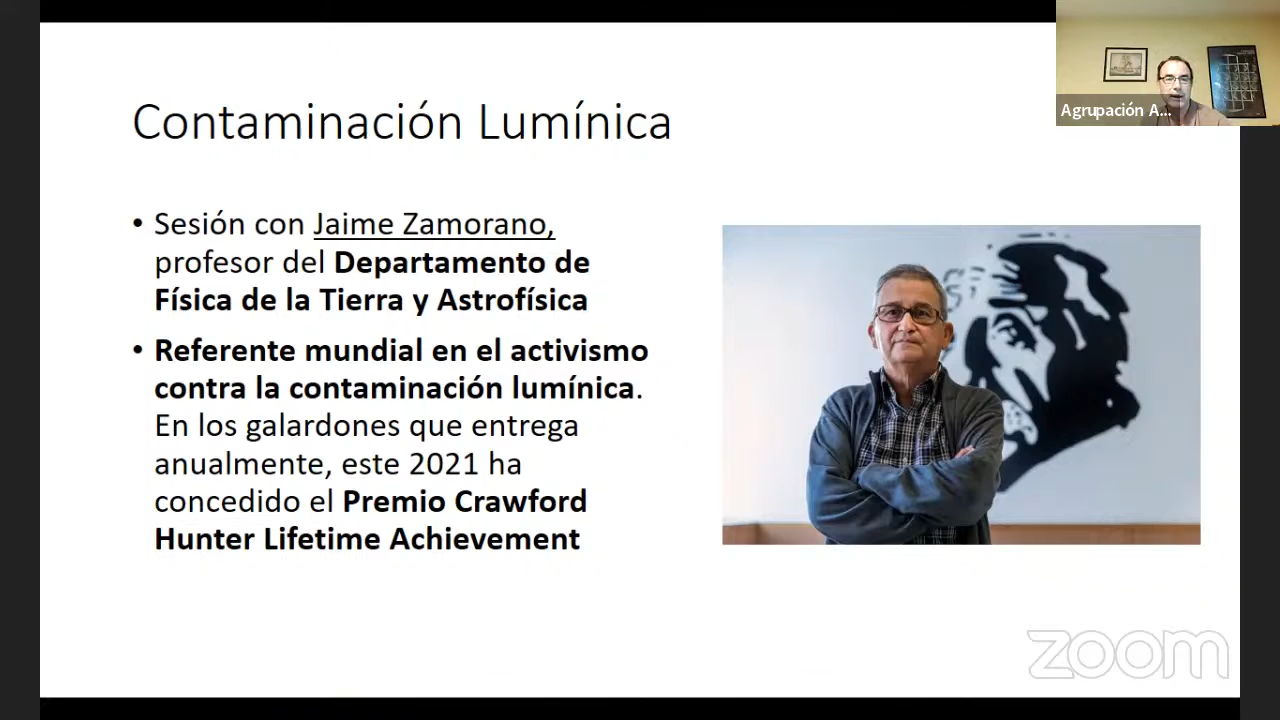 Contaminación Lumínica
• Sesión con Jaime Zamorano,
profesor del Departamento de
Física de la Tierra y Astrofísica
• Referente mundial en el activismo
contra la contaminación lumínica.
En los galardones que entrega
anualmente, este 2021 ha
concedido el Premio Crawford
Hunter Lifetime Achievement
Agrupación A...
zoom